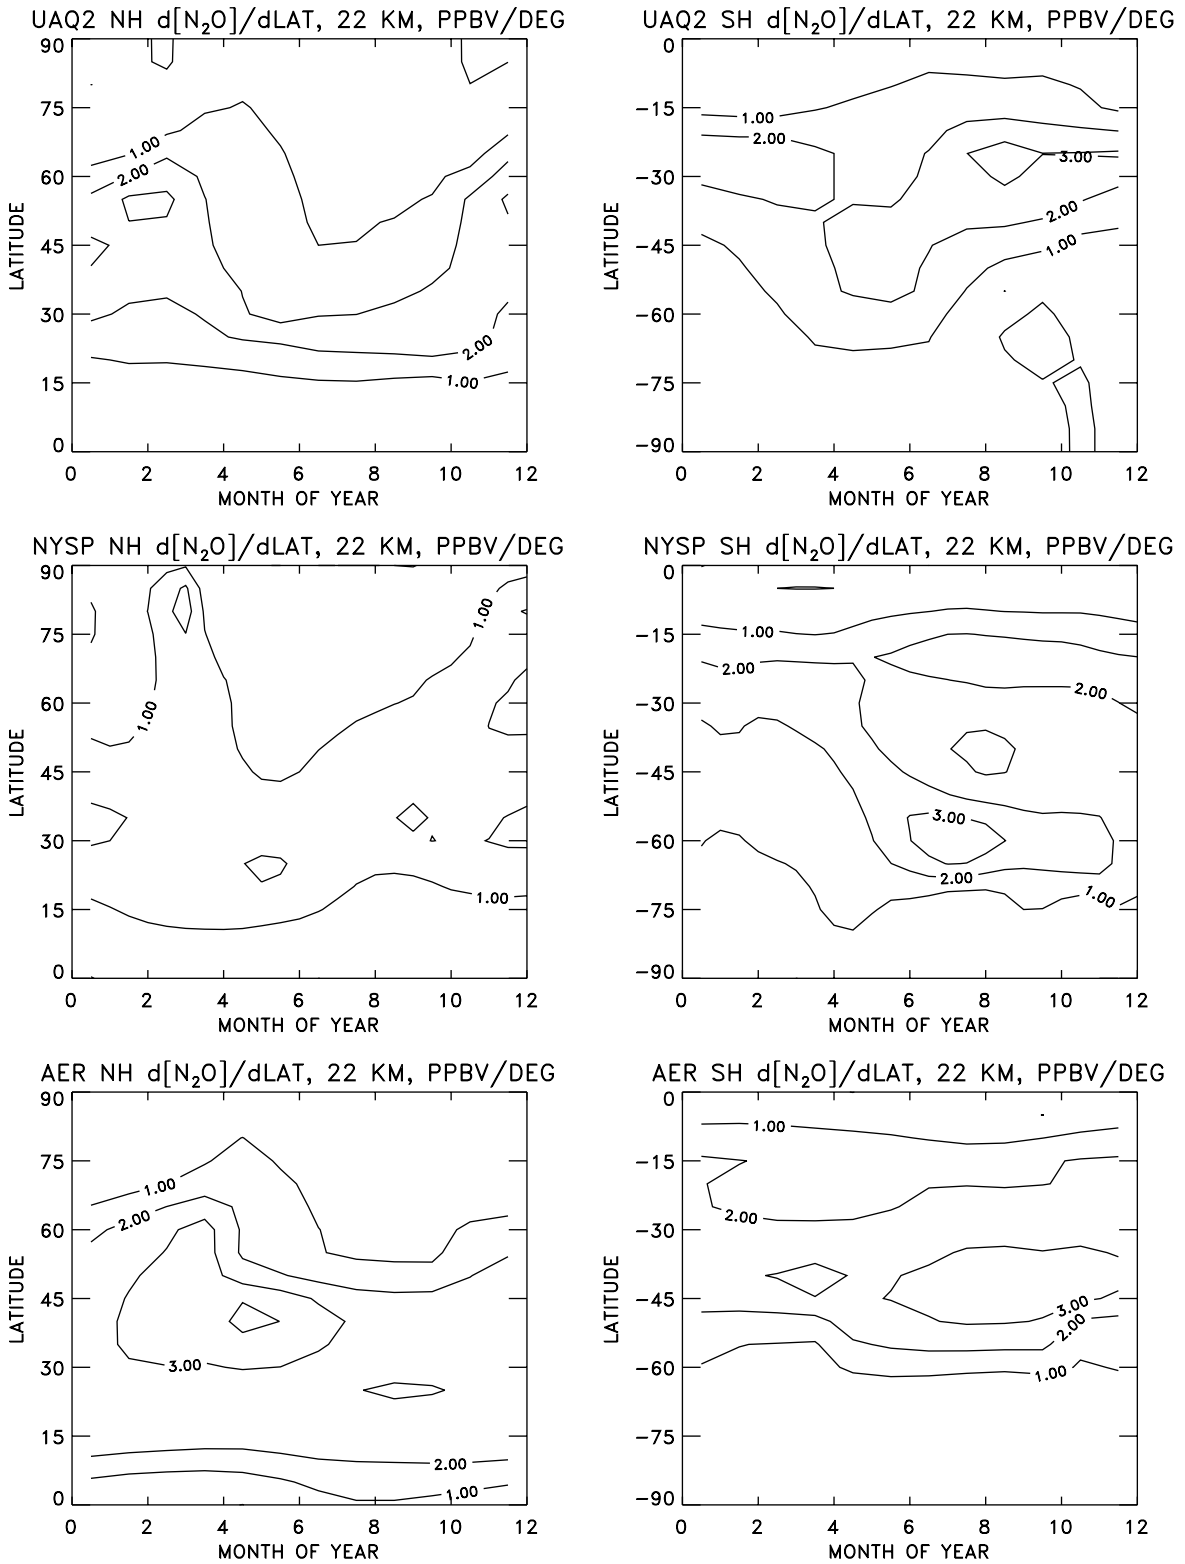 UAQ2 NH d[N₂O]/dLAT, 22 KM, PPBV/DEG
90
75
60
45
30
15
0
LATITUDE
1.00
2.00
2.00
1.00
0 2 4 6 8 10 12
MONTH OF YEAR
UAQ2 SH d[N₂O]/dLAT, 22 KM, PPBV/DEG
0
−15
−30
−45
−60
−75
−90
LATITUDE
1.00
2.00
3.00
2.00
1.00
0 2 4 6 8 10 12
MONTH OF YEAR
NYSP NH d[N₂O]/dLAT, 22 KM, PPBV/DEG
90
75
60
45
30
15
0
LATITUDE
1.00
1.00
1.00
0 2 4 6 8 10 12
MONTH OF YEAR
NYSP SH d[N₂O]/dLAT, 22 KM, PPBV/DEG
0
−15
−30
−45
−60
−75
−90
LATITUDE
1.00
2.00
2.00
3.00
2.00
1.00
0 2 4 6 8 10 12
MONTH OF YEAR
AER NH d[N₂O]/dLAT, 22 KM, PPBV/DEG
90
75
60
45
30
15
0
LATITUDE
1.00
2.00
3.00
2.00
1.00
0 2 4 6 8 10 12
MONTH OF YEAR
AER SH d[N₂O]/dLAT, 22 KM, PPBV/DEG
0
−15
−30
−45
−60
−75
−90
LATITUDE
1.00
2.00
3.00
2.00
1.00
0 2 4 6 8 10 12
MONTH OF YEAR